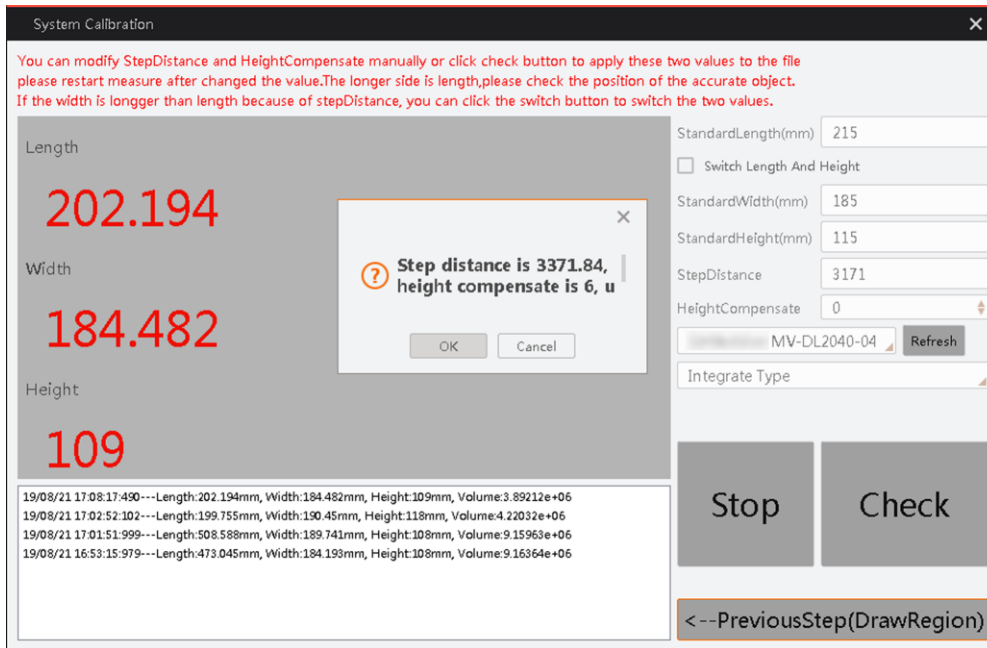 System Calibration
You can modify StepDistance and HeightCompensate manually or click check button to apply these two values to the file
please restart measure after changed the value.The longer side is length,please check the position of the accurate object.
If the width is longger than length because of stepDistance, you can click the switch button to switch the two values.
Length
202.194
Width
184.482
Height
109
Step distance is 3371.84,
height compensate is 6, u
OK
Cancel
StandardLength(mm) 215
Switch Length And Height
StandardWidth(mm) 185
StandardHeight(mm) 115
StepDistance 3171
HeightCompensate 0
MV-DL2040-04
Refresh
Integrate Type
19/08/21 17:08:17:490---Length:202.194mm, Width:184.482mm, Height:109mm, Volume:3.89212e+06
19/08/21 17:02:52:102---Length:199.755mm, Width:190.45mm, Height:118mm, Volume:4.22032e+06
19/08/21 17:01:51:999---Length:508.588mm, Width:189.741mm, Height:108mm, Volume:9.15963e+06
19/08/21 16:53:15:979---Length:473.045mm, Width:184.193mm, Height:108mm, Volume:9.16364e+06
Stop
Check
<--PreviousStep(DrawRegion)